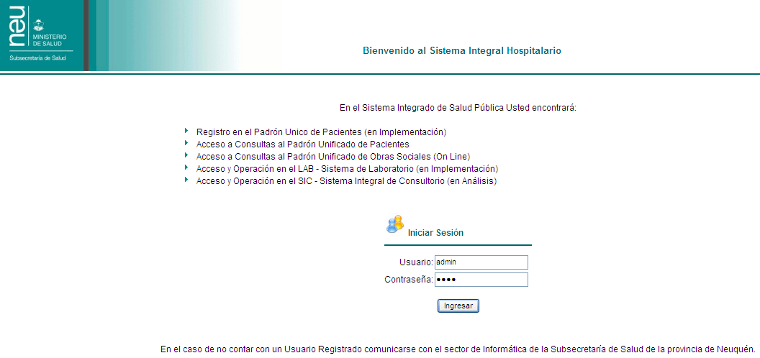 neu
MINISTERIO
DE SALUD
Subsecretaría de Salud
Bienvenido al Sistema Integral Hospitalario
En el Sistema Integrado de Salud Pública Usted encontrará:
Registro en el Padrón Unico de Pacientes (en Implementación)
Acceso a Consultas al Padrón Unificado de Pacientes
Acceso a Consultas al Padrón Unificado de Obras Sociales (On Line)
Acceso y Operación en el LAB - Sistema de Laboratorio (en Implementación)
Acceso y Operación en el SIC - Sistema Integral de Consultorio (en Análisis)
Iniciar Sesión
Usuario: admin
Contraseña: ••••
Ingresar
En el caso de no contar con un Usuario Registrado comunicarse con el sector de Informática de la Subsecretaría de Salud de la provincia de Neuquén.